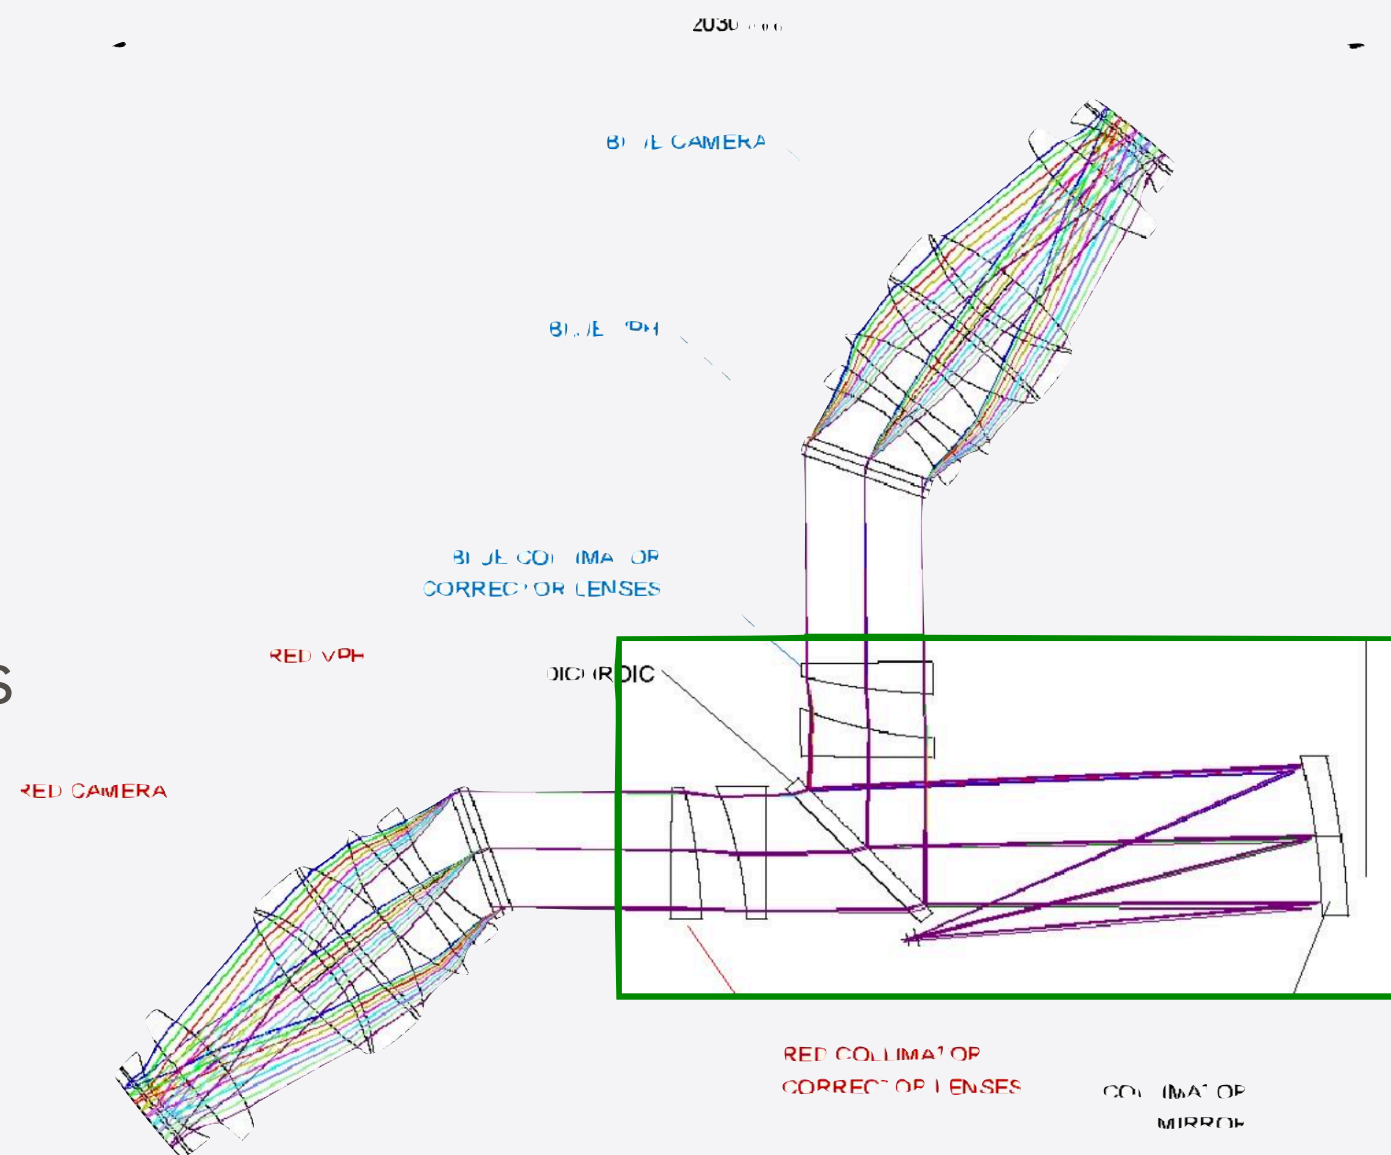 2030
BLUE CAMERA
BLUE VPH
BLUE COLLIMATOR
CORRECTOR LENSES
RED VPH
DICHROIC
S
RED CAMERA
RED COLLIMATOR
CORRECTOR LENSES
COLLIMATOR
MIRROR